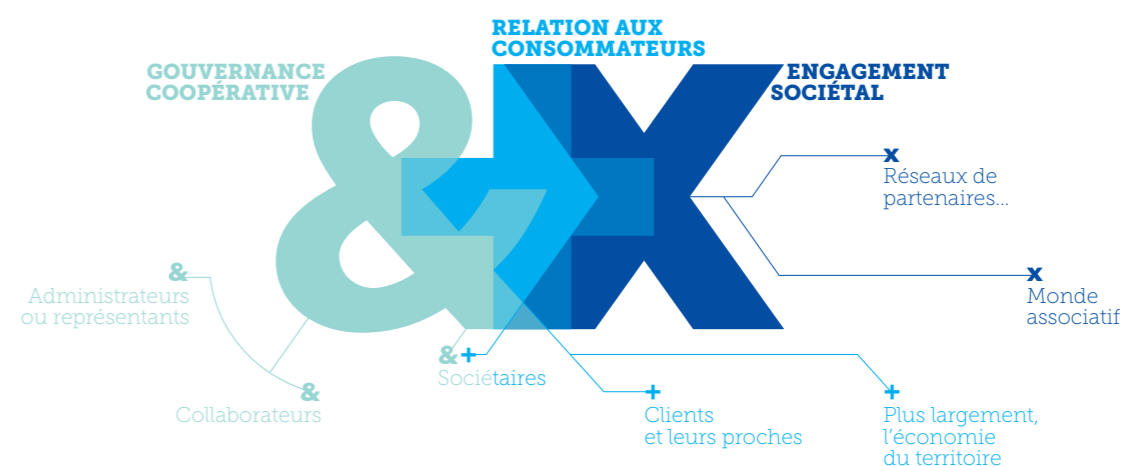 RELATION AUX
CONSOMMATEURS
GOUVERNANCE
COOPÉRATIVE
ENGAGEMENT
SOCIÉTAL
&+x
x
Réseaux de
partenaires...
&
Administrateurs
ou représentants
x
Monde
associatif
&+
Sociétaires
&
Collaborateurs
+
Clients
et leurs proches
+
Plus largement,
l'économie
du territoire